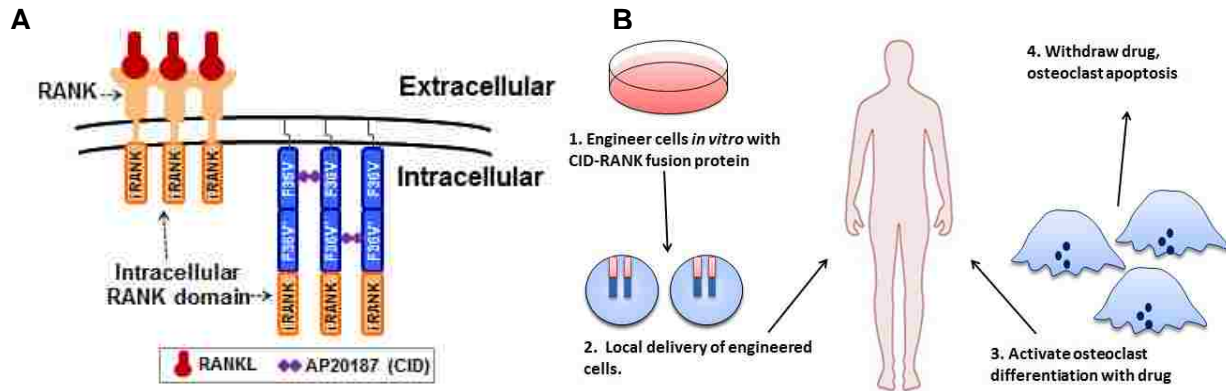 A
RANK
Extracellular
Intracellular
iRANK
iRANK
iRANK
F36V
F36V
F36V
F36V'
F36V'
F36V'
iRANK
iRANK
iRANK
Intracellular
RANK domain
RANKL
AP20187 (CID)
B
1. Engineer cells in vitro with
CID-RANK fusion protein
2. Local delivery of engineered
cells.
3. Activate osteoclast
differentiation with drug
4. Withdraw drug,
osteoclast apoptosis